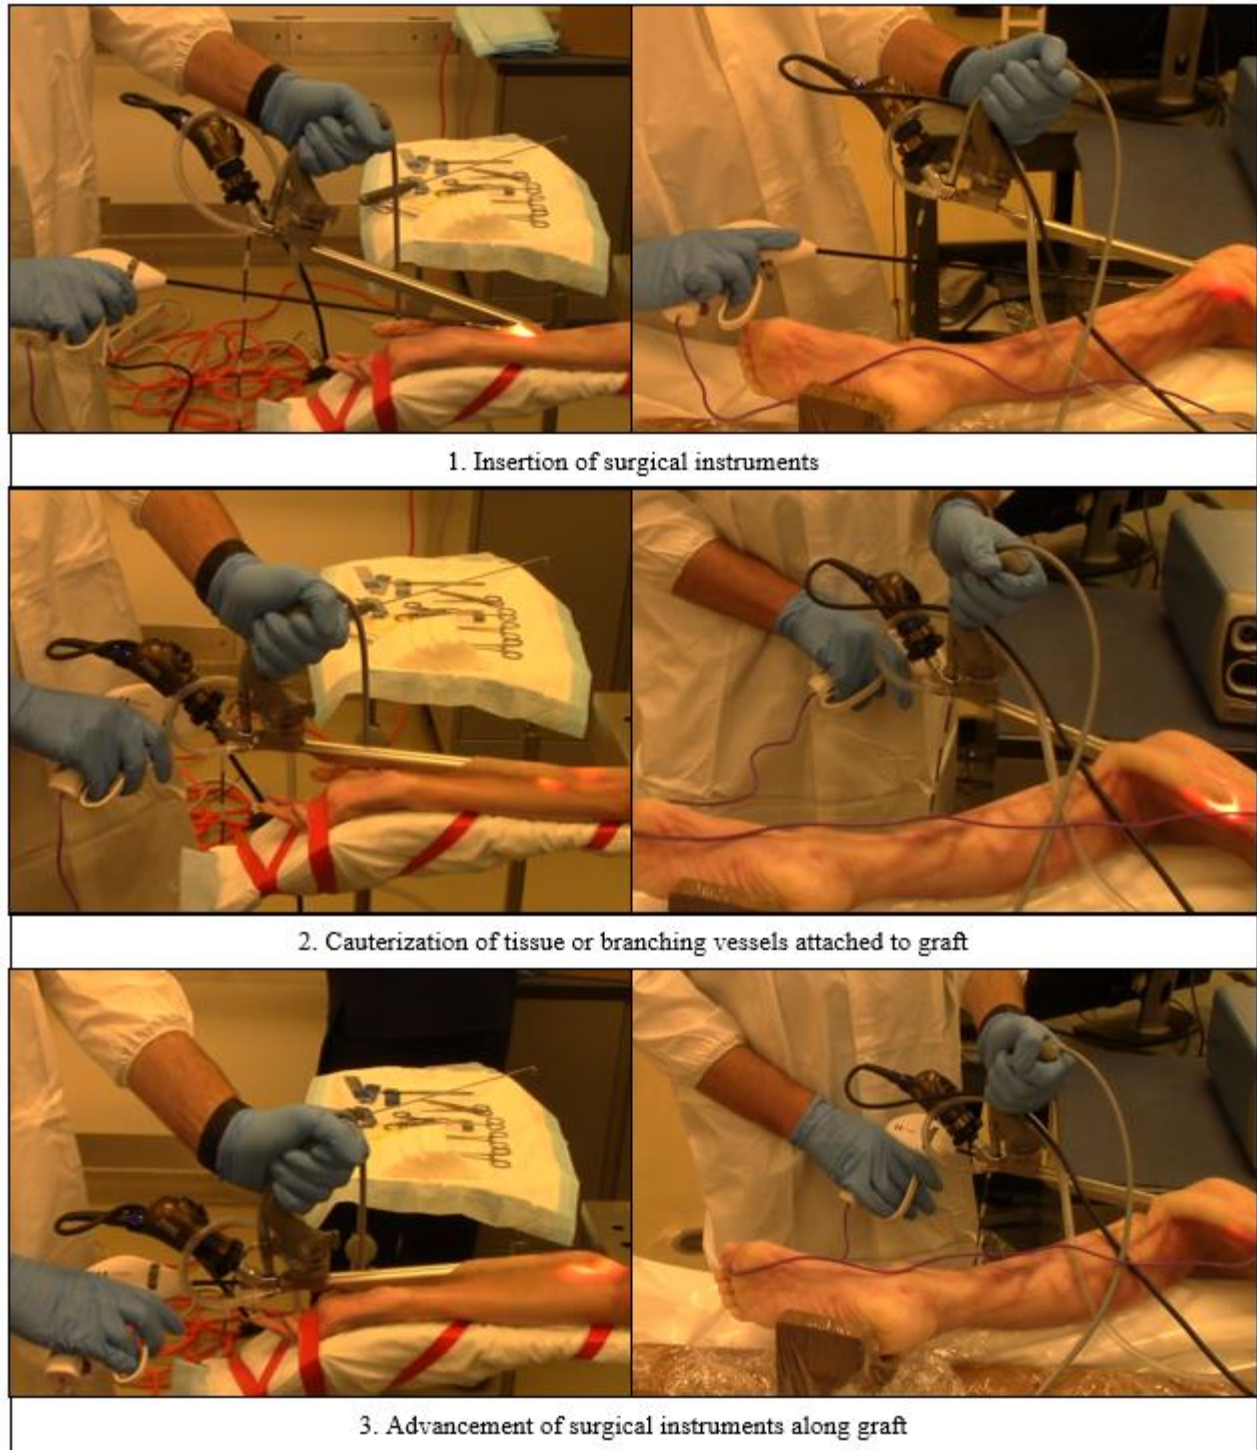 1. Insertion of surgical instruments
2. Cauterization of tissue or branching vessels attached to graft
3. Advancement of surgical instruments along graft